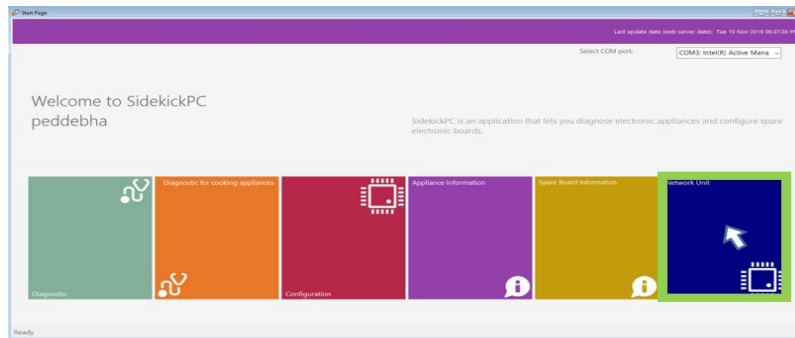 Start Page
Last update date (web server date): Tue 19 Nov 2019 06:37:06 PM
Select COM port:
COM3: Intel(R) Active Mana
Welcome to SidekickPC
peddebha
SidekickPC is an application that lets you diagnose electronic appliances and configure spare
electronic boards.
Diagnostic for cooking appliances
Appliance Information
Spare Board Information
Network Unit
Diagnostic
Configuration
Ready